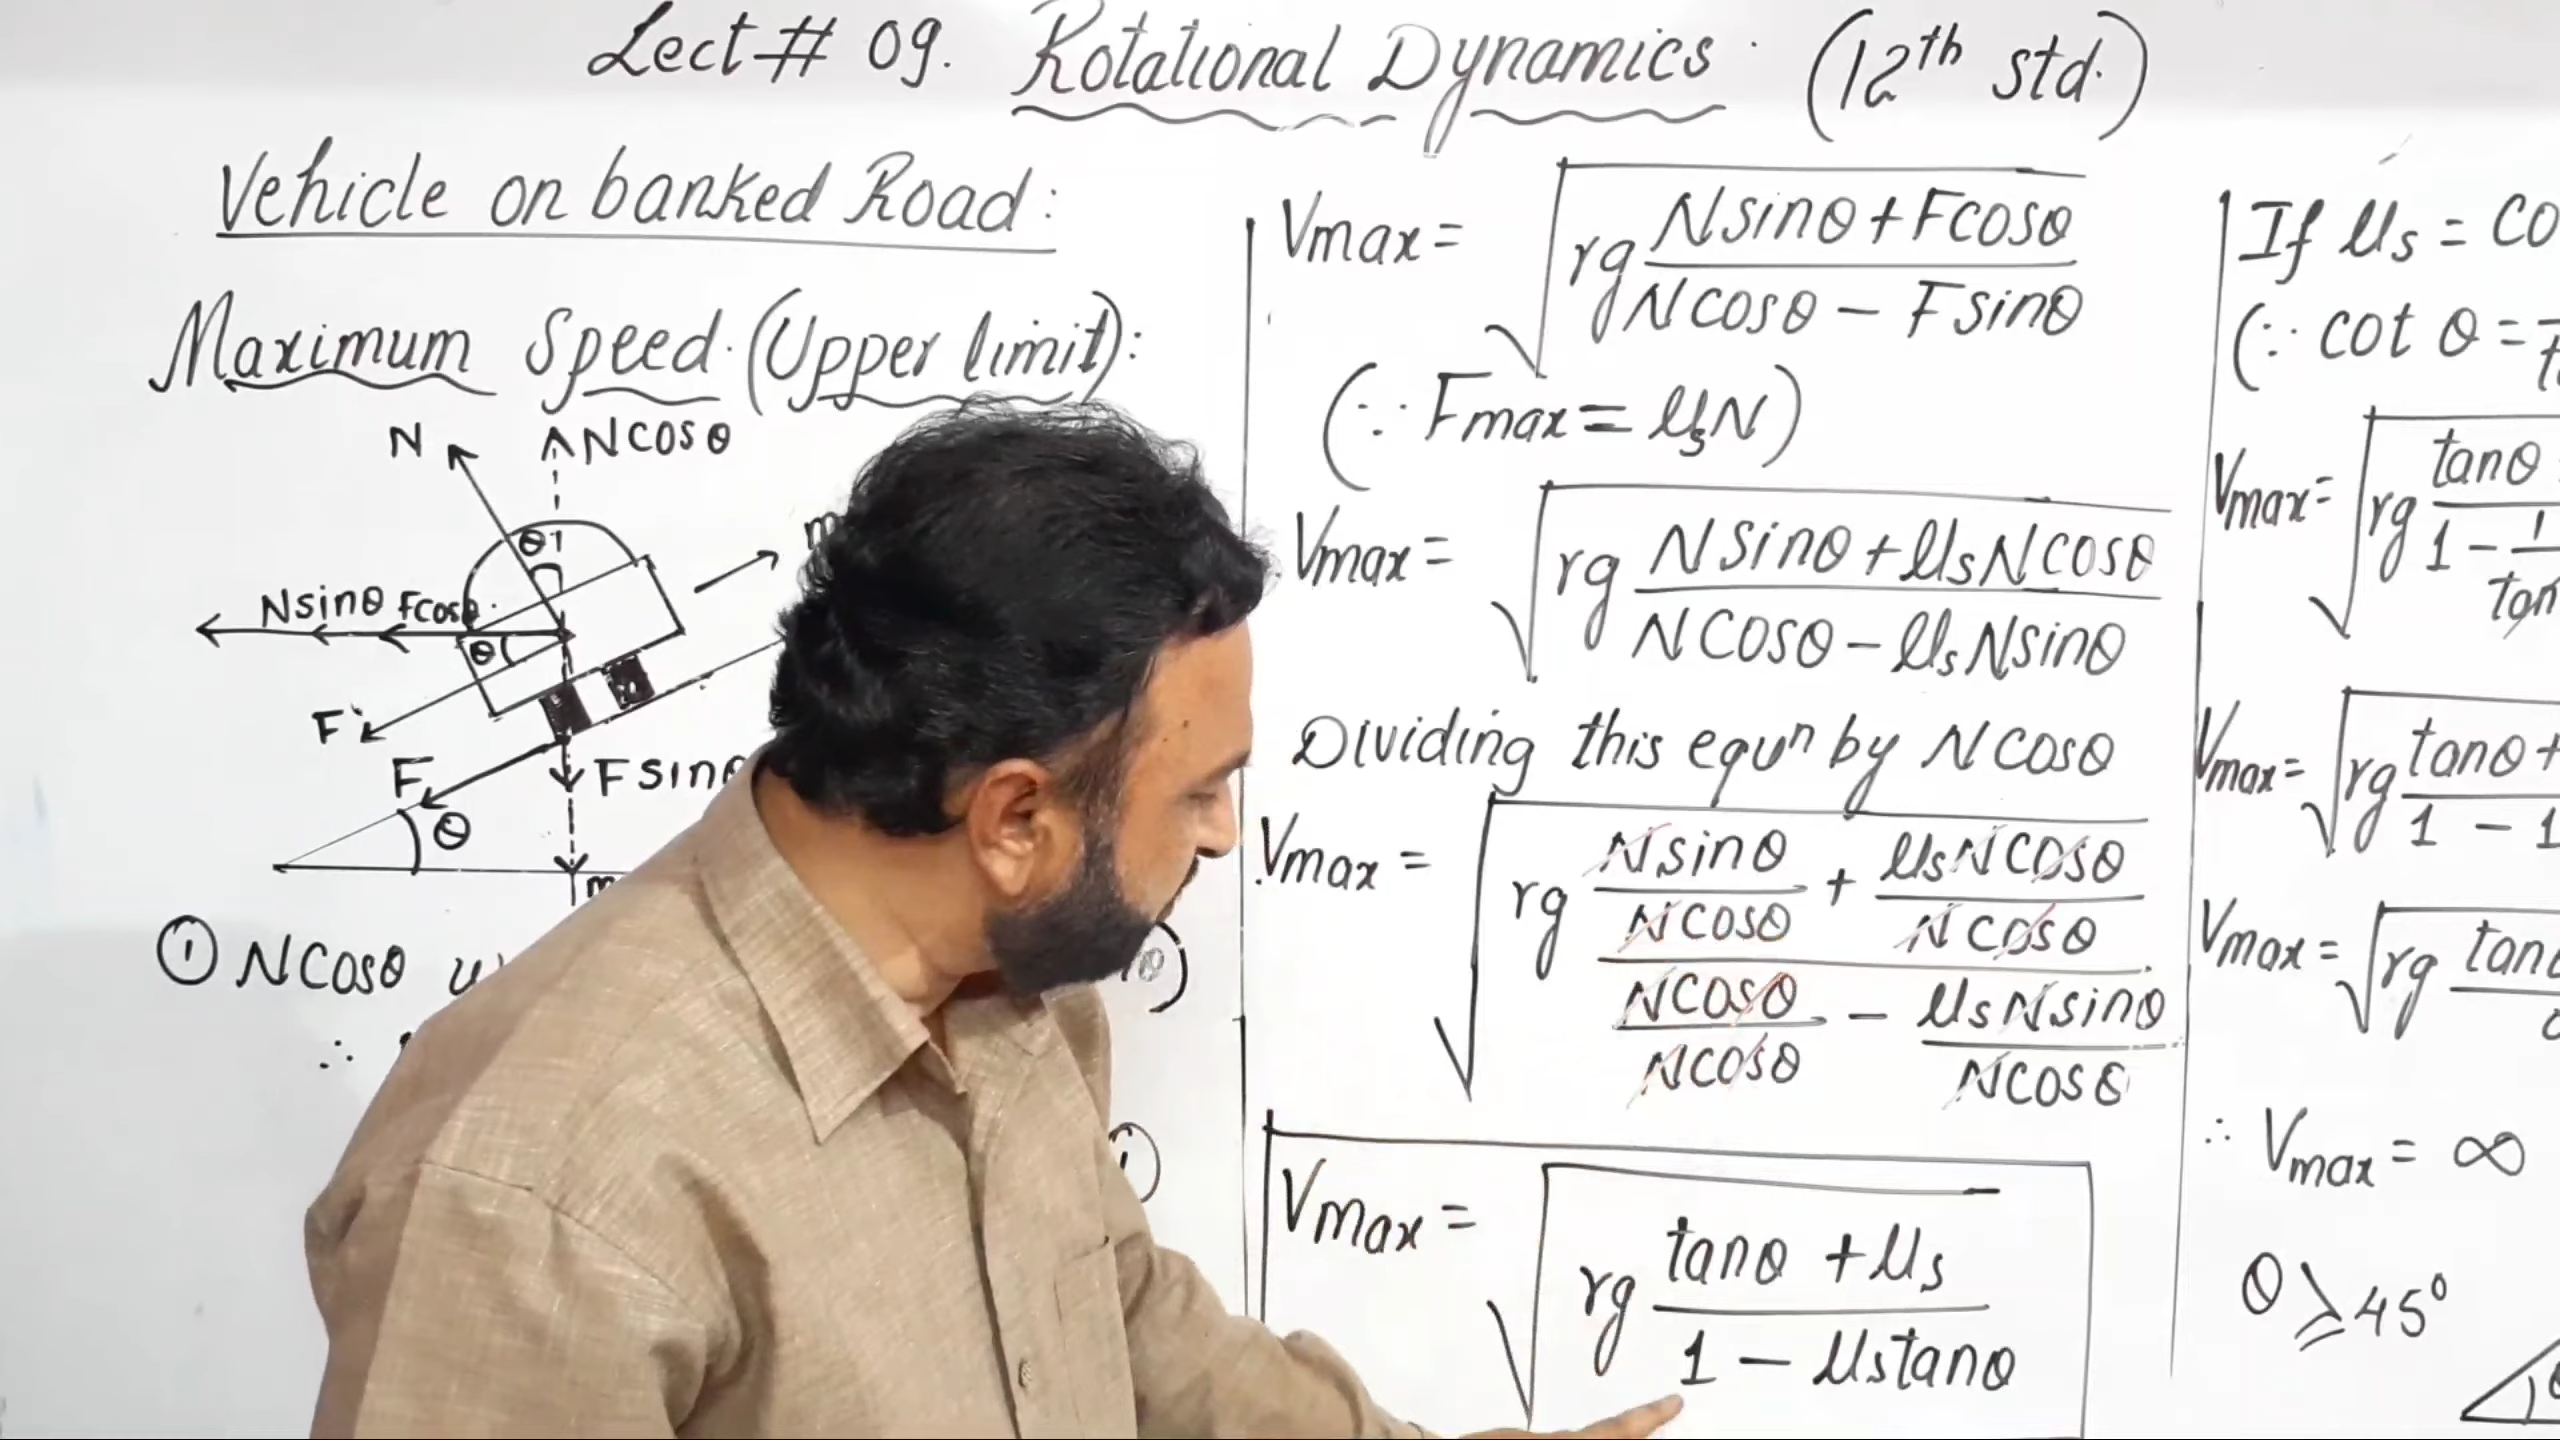 Lect# 09. Rotational Dynamics (12th std.)
Vehicle on banked Road:
Maximum Speed. (Upper limit):
N
NCosθ
θ
Nsinθ Fcosθ
θ
F
F
Fsinθ
θ
① NCosθ
∴
Vmax = √(rg (Nsinθ + Fcosθ)/(NCosθ − Fsinθ))
(∵ Fmax = μsN)
Vmax = √(rg (Nsinθ + μsNcosθ)/(NCosθ − μsNsinθ))
Dividing this equⁿ by NCosθ
Vmax = √(rg (Nsinθ/NCosθ + μsNCosθ/NCosθ)/(NCosθ/NCosθ − μsNsinθ/NCosθ))
Vmax = √(rg (tanθ + μs)/(1 − μstanθ))
If μs =
(∵ cot θ =
Vmax = √rg tanθ
1 −
Vmax = √rg tanθ +
1 − 1
Vmax = √rg
∴ Vmax = ∞
θ ≥ 45°